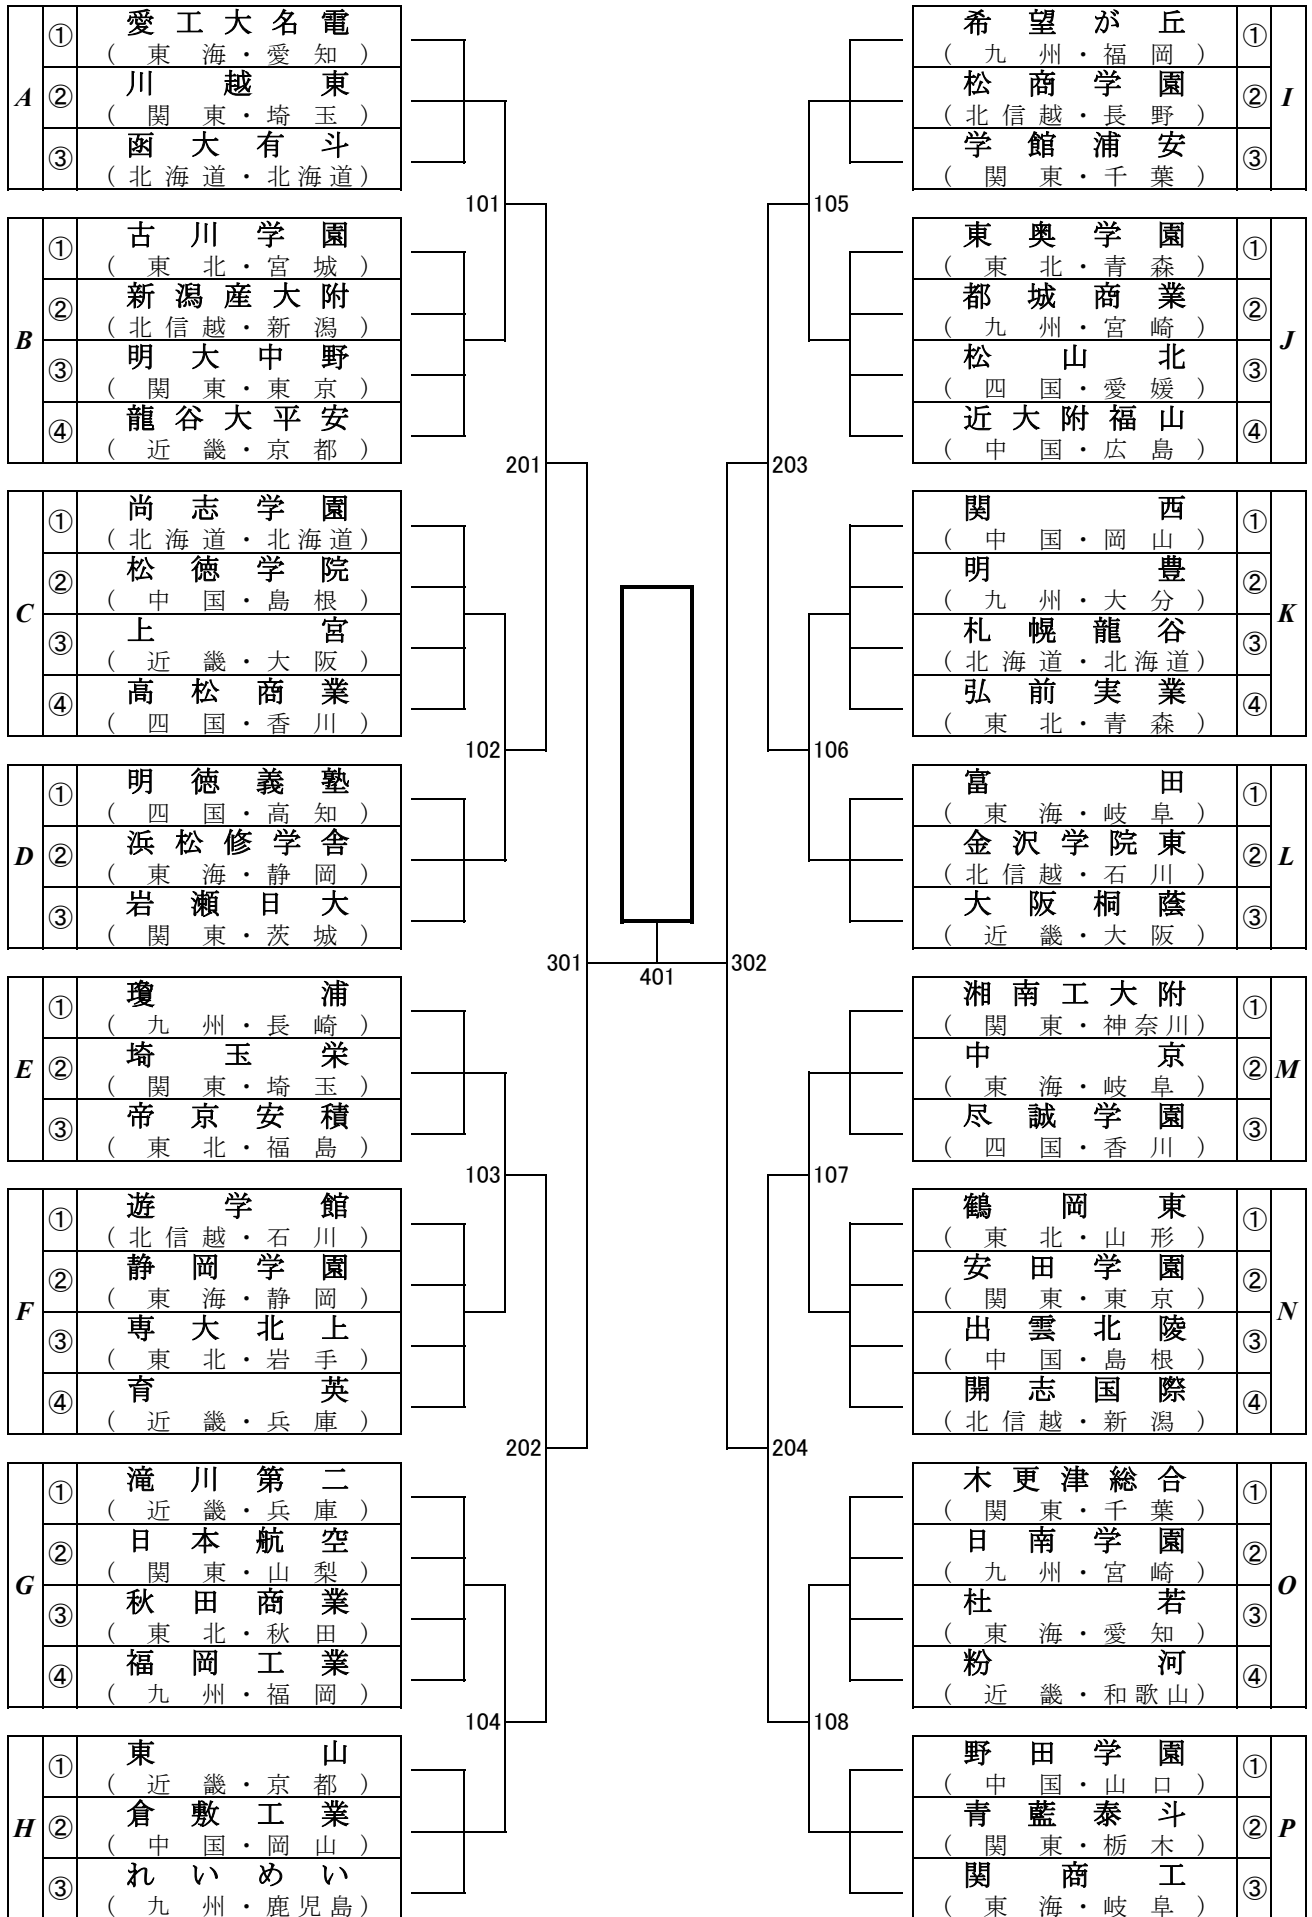 A
① 愛工大名電
(東海・愛知)
② 川越東
(関東・埼玉)
③ 函大有斗
(北海道・北海道)
101
B
① 古川学園
(東北・宮城)
② 新潟産大附
(北信越・新潟)
③ 明大中野
(関東・東京)
④ 龍谷大平安
(近畿・京都)
201
C
① 尚志学園
(北海道・北海道)
② 松徳学院
(中国・島根)
③ 上宮
(近畿・大阪)
④ 高松商業
(四国・香川)
102
D
① 明徳義塾
(四国・高知)
② 浜松修学舎
(東海・静岡)
③ 岩瀬日大
(関東・茨城)
301
401
302
E
① 瓊浦
(九州・長崎)
② 埼玉栄
(関東・埼玉)
③ 帝京安積
(東北・福島)
103
F
① 遊学館
(北信越・石川)
② 静岡学園
(東海・静岡)
③ 専大北上
(東北・岩手)
④ 育英
(近畿・兵庫)
202
G
① 滝川第二
(近畿・兵庫)
② 日本航空
(関東・山梨)
③ 秋田商業
(東北・秋田)
④ 福岡工業
(九州・福岡)
104
H
① 東山
(近畿・京都)
② 倉敷工業
(中国・岡山)
③ れいめい
(九州・鹿児島)
I
希望が丘 ①
(九州・福岡)
松商学園 ②
(北信越・長野)
学館浦安 ③
(関東・千葉)
105
J
東奥学園 ①
(東北・青森)
都城商業 ②
(九州・宮崎)
松山北 ③
(四国・愛媛)
近大附福山 ④
(中国・広島)
203
K
関西 ①
(中国・岡山)
明豊 ②
(九州・大分)
札幌龍谷 ③
(北海道・北海道)
弘前実業 ④
(東北・青森)
106
L
富田 ①
(東海・岐阜)
金沢学院東 ②
(北信越・石川)
大阪桐蔭 ③
(近畿・大阪)
M
湘南工大附 ①
(関東・神奈川)
中京 ②
(東海・岐阜)
尽誠学園 ③
(四国・香川)
107
N
鶴岡東 ①
(東北・山形)
安田学園 ②
(関東・東京)
出雲北陵 ③
(中国・島根)
開志国際 ④
(北信越・新潟)
204
O
木更津総合 ①
(関東・千葉)
日南学園 ②
(九州・宮崎)
杜若 ③
(東海・愛知)
粉河 ④
(近畿・和歌山)
108
P
野田学園 ①
(中国・山口)
青藍泰斗 ②
(関東・栃木)
関商工 ③
(東海・岐阜)